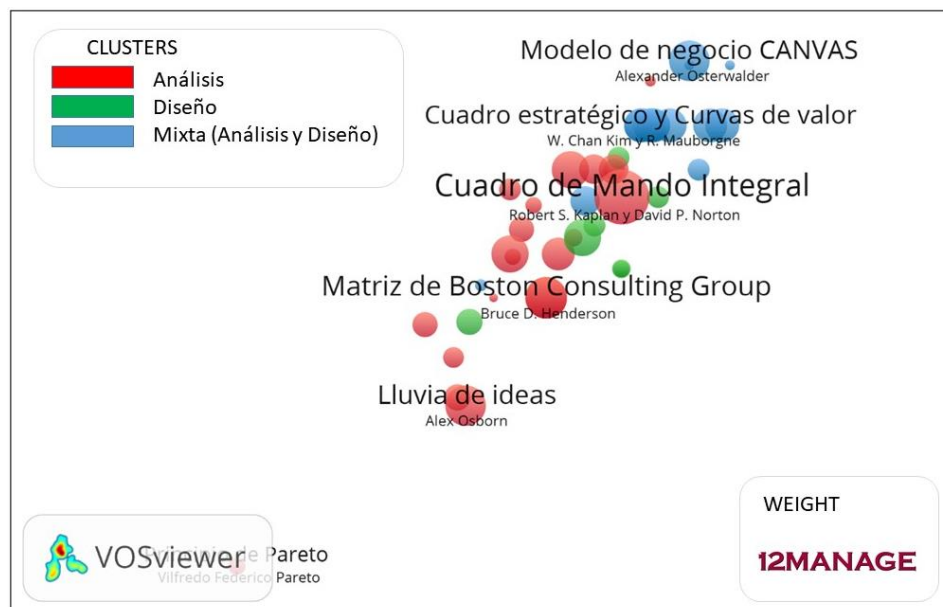 CLUSTERS
Análisis
Diseño
Mixta (Análisis y Diseño)
Modelo de negocio CANVAS
Alexander Osterwalder
Cuadro estratégico y Curvas de valor
W. Chan Kim y R. Mauborgne
Cuadro de Mando Integral
Robert S. Kaplan y David P. Norton
Matriz de Boston Consulting Group
Bruce D. Henderson
Lluvia de ideas
Alex Osborn
VOSviewer
de Pareto
Vilfredo Federico Pareto
WEIGHT
12MANAGE